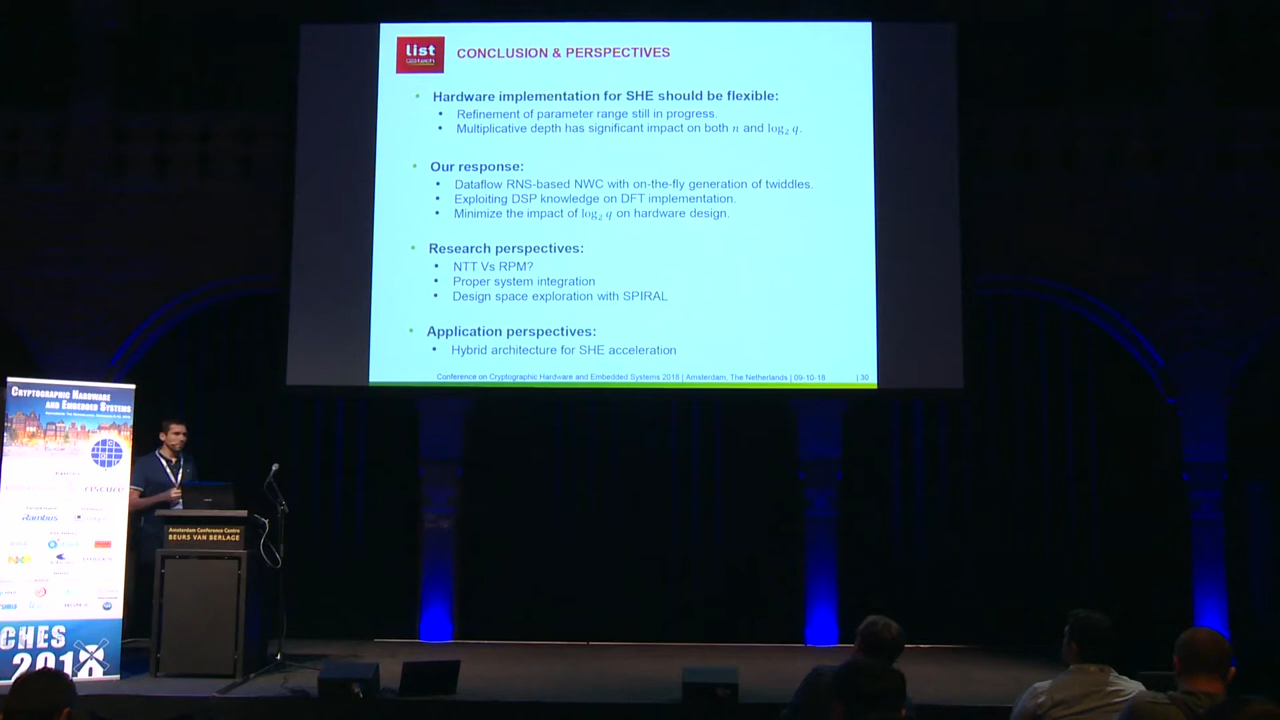 list
CONCLUSION & PERSPECTIVES
• Hardware implementation for SHE should be flexible:
• Refinement of parameter range still in progress.
• Multiplicative depth has significant impact on both n and log₂ q.
• Our response:
• Dataflow RNS-based NWC with on-the-fly generation of twiddles.
• Exploiting DSP knowledge on DFT implementation.
• Minimize the impact of log₂ q on hardware design.
• Research perspectives:
• NTT Vs RPM?
• Proper system integration
• Design space exploration with SPIRAL
• Application perspectives:
• Hybrid architecture for SHE acceleration
Conference on Cryptographic Hardware and Embedded Systems 2018 | Amsterdam, The Netherlands | 09-10-18 | 30
CRYPTOGRAPHIC HARDWARE
AND EMBEDDED SYSTEMS
riscure
Rambus
NXP
CHES
2018
Amsterdam Conference Centre
BEURS VAN BERLAGE